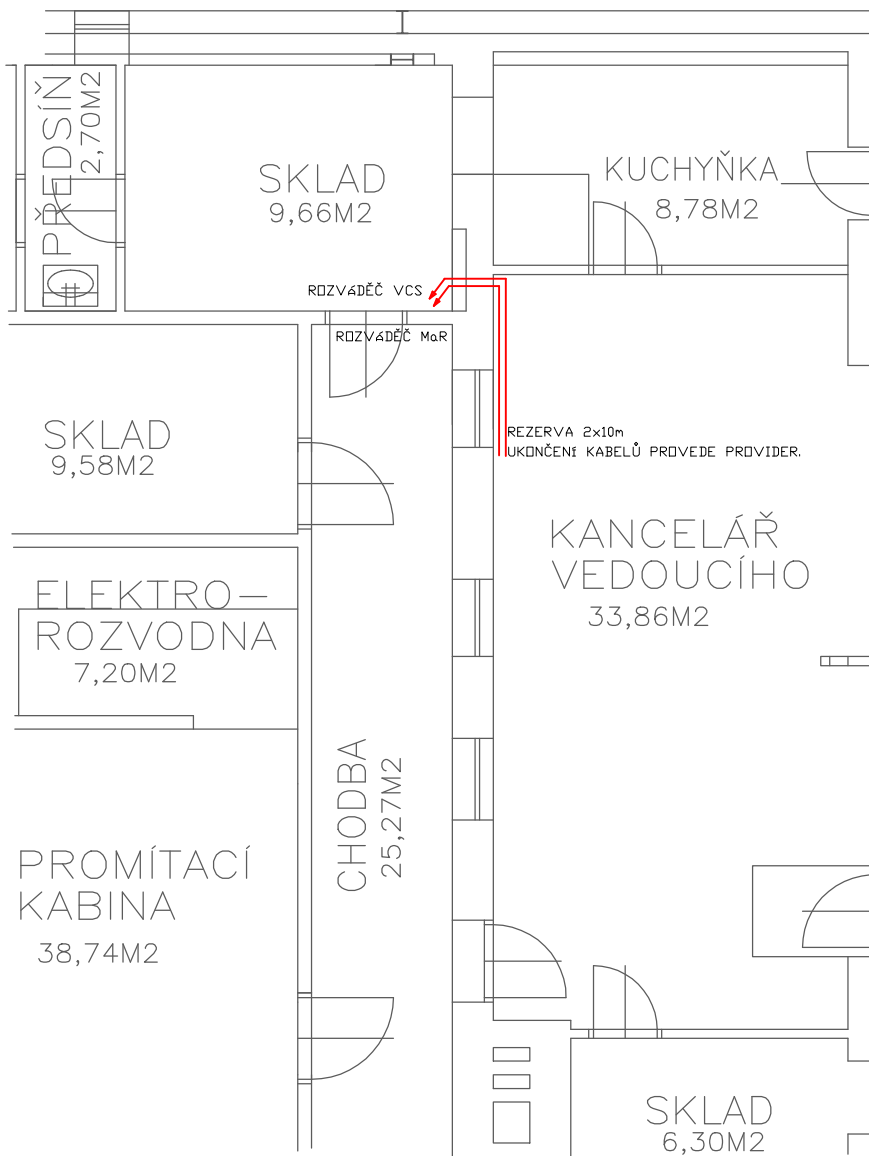 PŘEDSÍŇ
2,70M2
SKLAD
9,66M2
KUCHYŇKA
8,78M2
ROZVáDĚČ VCS
ROZVáDĚČ MaR
SKLAD
9,58M2
REZERVA 2x10m
UKONČENí KABELŮ PROVEDE PROVIDER.
KANCELÁŘ
VEDOUCÍHO
33,86M2
ELEKTRO–
ROZVODNA
7,20M2
CHODBA
25,27M2
PROMÍTACÍ
KABINA
38,74M2
SKLAD
6,30M2